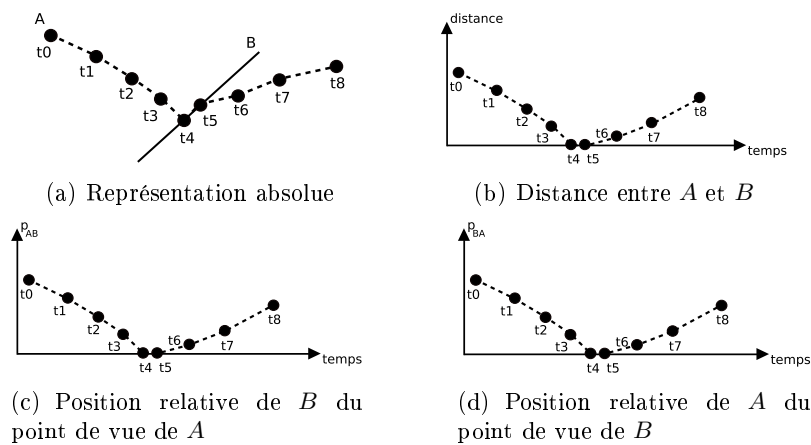 A
t0
t1
t2
t3
t4
B
t5
t6
t7
t8
(a) Représentation absolue
distance
t0
t1
t2
t3
t4
t5
t6
t7
t8
temps
(b) Distance entre A et B
pAB
t0
t1
t2
t3
t4
t5
t6
t7
t8
temps
(c) Position relative de B du
point de vue de A
pBA
t0
t1
t2
t3
t4
t5
t6
t7
t8
temps
(d) Position relative de A du
point de vue de B